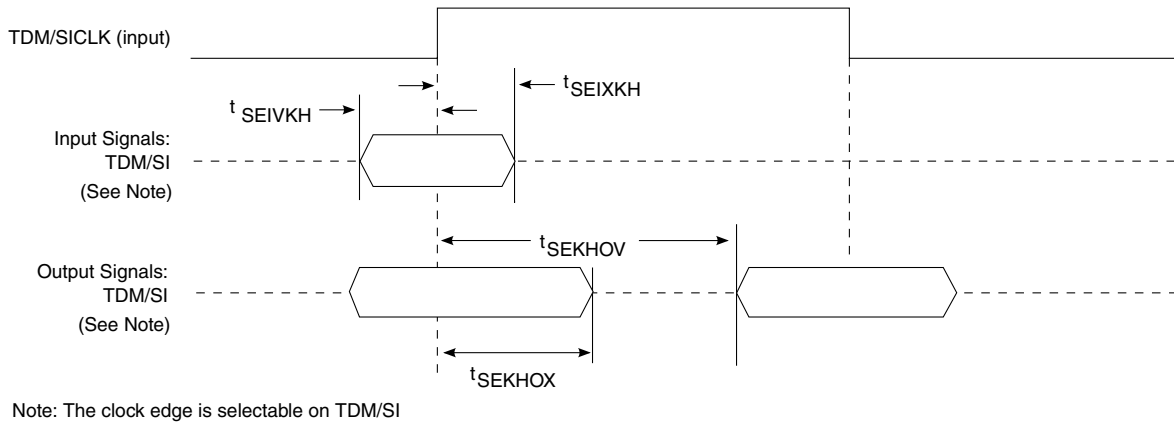 TDM/SICLK (input)
tSEIXKH
tSEIVKH
Input Signals:
TDM/SI
(See Note)
tSEKHOV
Output Signals:
TDM/SI
(See Note)
tSEKHOX
Note: The clock edge is selectable on TDM/SI